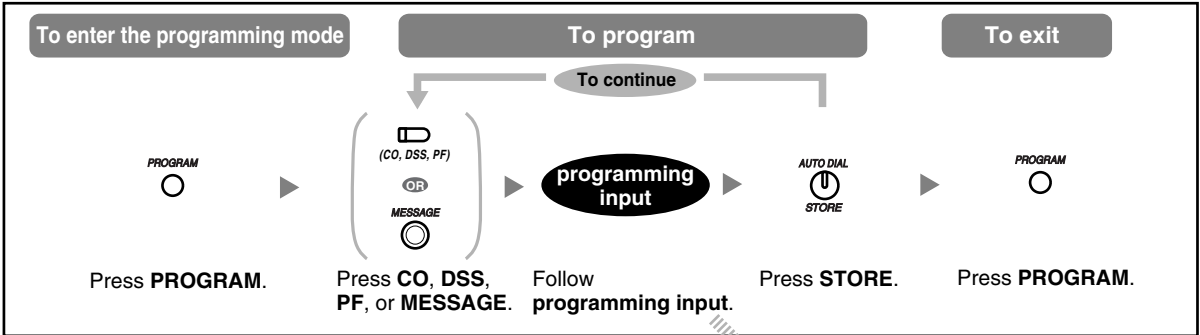 To enter the programming mode
To program
To exit
To continue
PROGRAM
(CO, DSS, PF)
OR
MESSAGE
programming
input
AUTO DIAL
STORE
PROGRAM
Press PROGRAM.
Press CO, DSS,
PF, or MESSAGE.
Follow
programming input.
Press STORE.
Press PROGRAM.